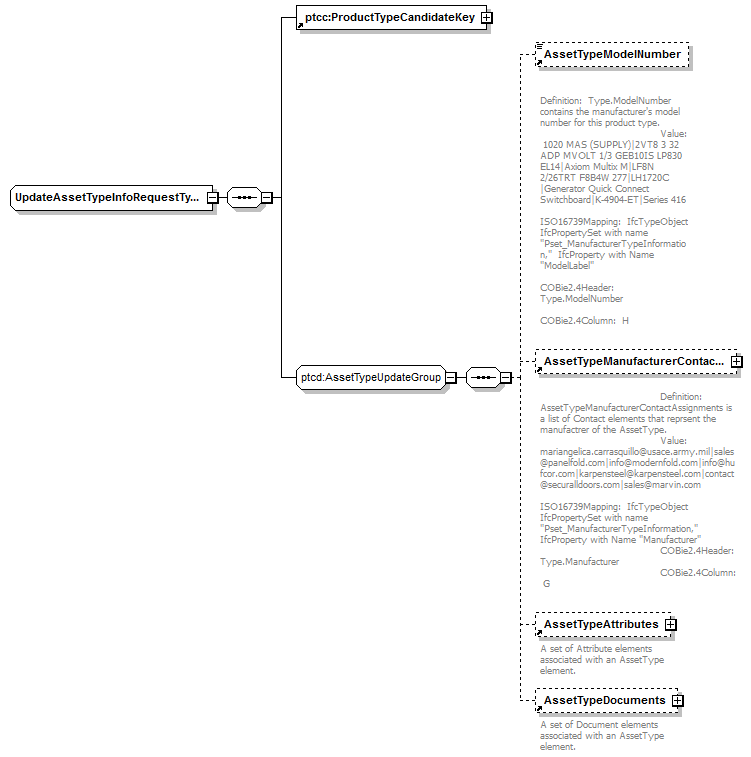 ptcc:ProductTypeCandidateKey
AssetTypeModelNumber
Definition:  Type.ModelNumber
contains the manufacturer's model
number for this product type.
Value:
1020 MAS (SUPPLY)|2VT8 3 32
ADP MVOLT 1/3 GEB10IS LP830
EL14|Axiom Multix M|LF8N
2/26TRT F8B4W 277|LH1720C
|Generator Quick Connect
Switchboard|K-4904-ET|Series 416
UpdateAssetTypeInfoRequestTy...
ISO16739Mapping:  IfcTypeObject
IfcPropertySet with name
"Pset_ManufacturerTypeInformatio
n,"  IfcProperty with Name
"ModelLabel"
COBie2.4Header:
Type.ModelNumber
COBie2.4Column:  H
AssetTypeManufacturerContac...
ptcd:AssetTypeUpdateGroup
Definition:
AssetTypeManufacturerContactAssignments is
a list of Contact elements that reprsent the
manufactrer of the AssetType.
Value:
mariangelica.carrasquillo@usace.army.mil|sales
@panelfold.com|info@modernfold.com|info@hu
fcor.com|karpensteel@karpensteel.com|contact
@securalldoors.com|sales@marvin.com
ISO16739Mapping:  IfcTypeObject
IfcPropertySet with name
"Pset_ManufacturerTypeInformation,"
IfcProperty with Name "Manufacturer"
COBie2.4Header:
Type.Manufacturer
COBie2.4Column:
G
AssetTypeAttributes
A set of Attribute elements
associated with an AssetType
element.
AssetTypeDocuments
A set of Document elements
associated with an AssetType
element.